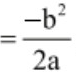 = −b² / 2a